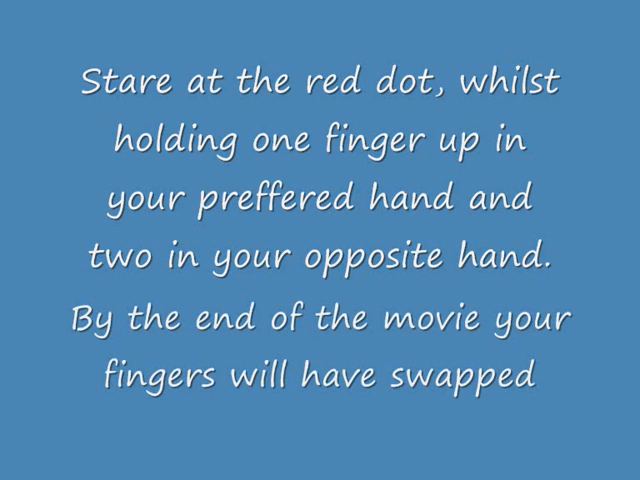 Stare at the red dot, whilst
holding one finger up in
your preffered hand and
two in your opposite hand.
By the end of the movie your
fingers will have swapped